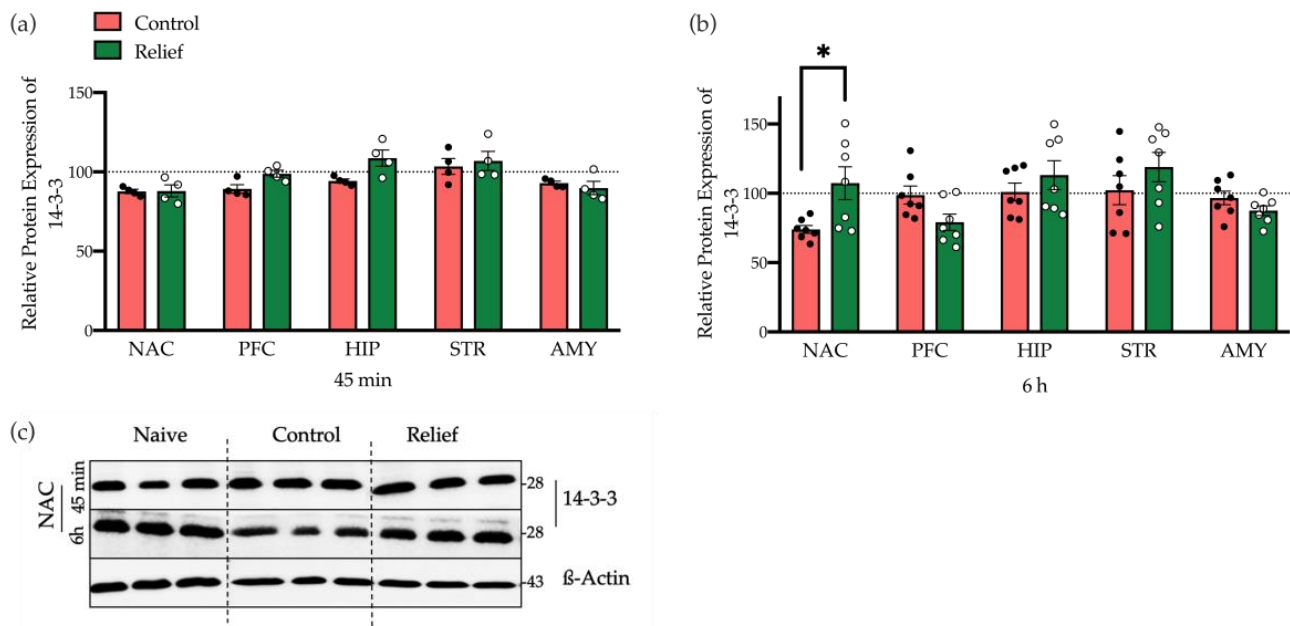 (a)
Control
Relief
Relative Protein Expression of
14-3-3
150
100
50
0
NAC PFC HIP STR AMY
45 min
(b)
*
Relative Protein Expression of
14-3-3
150
100
50
0
NAC PFC HIP STR AMY
6 h
(c)
Naive Control Relief
NAC
45 min
6h
28
28
43
14-3-3
ß-Actin